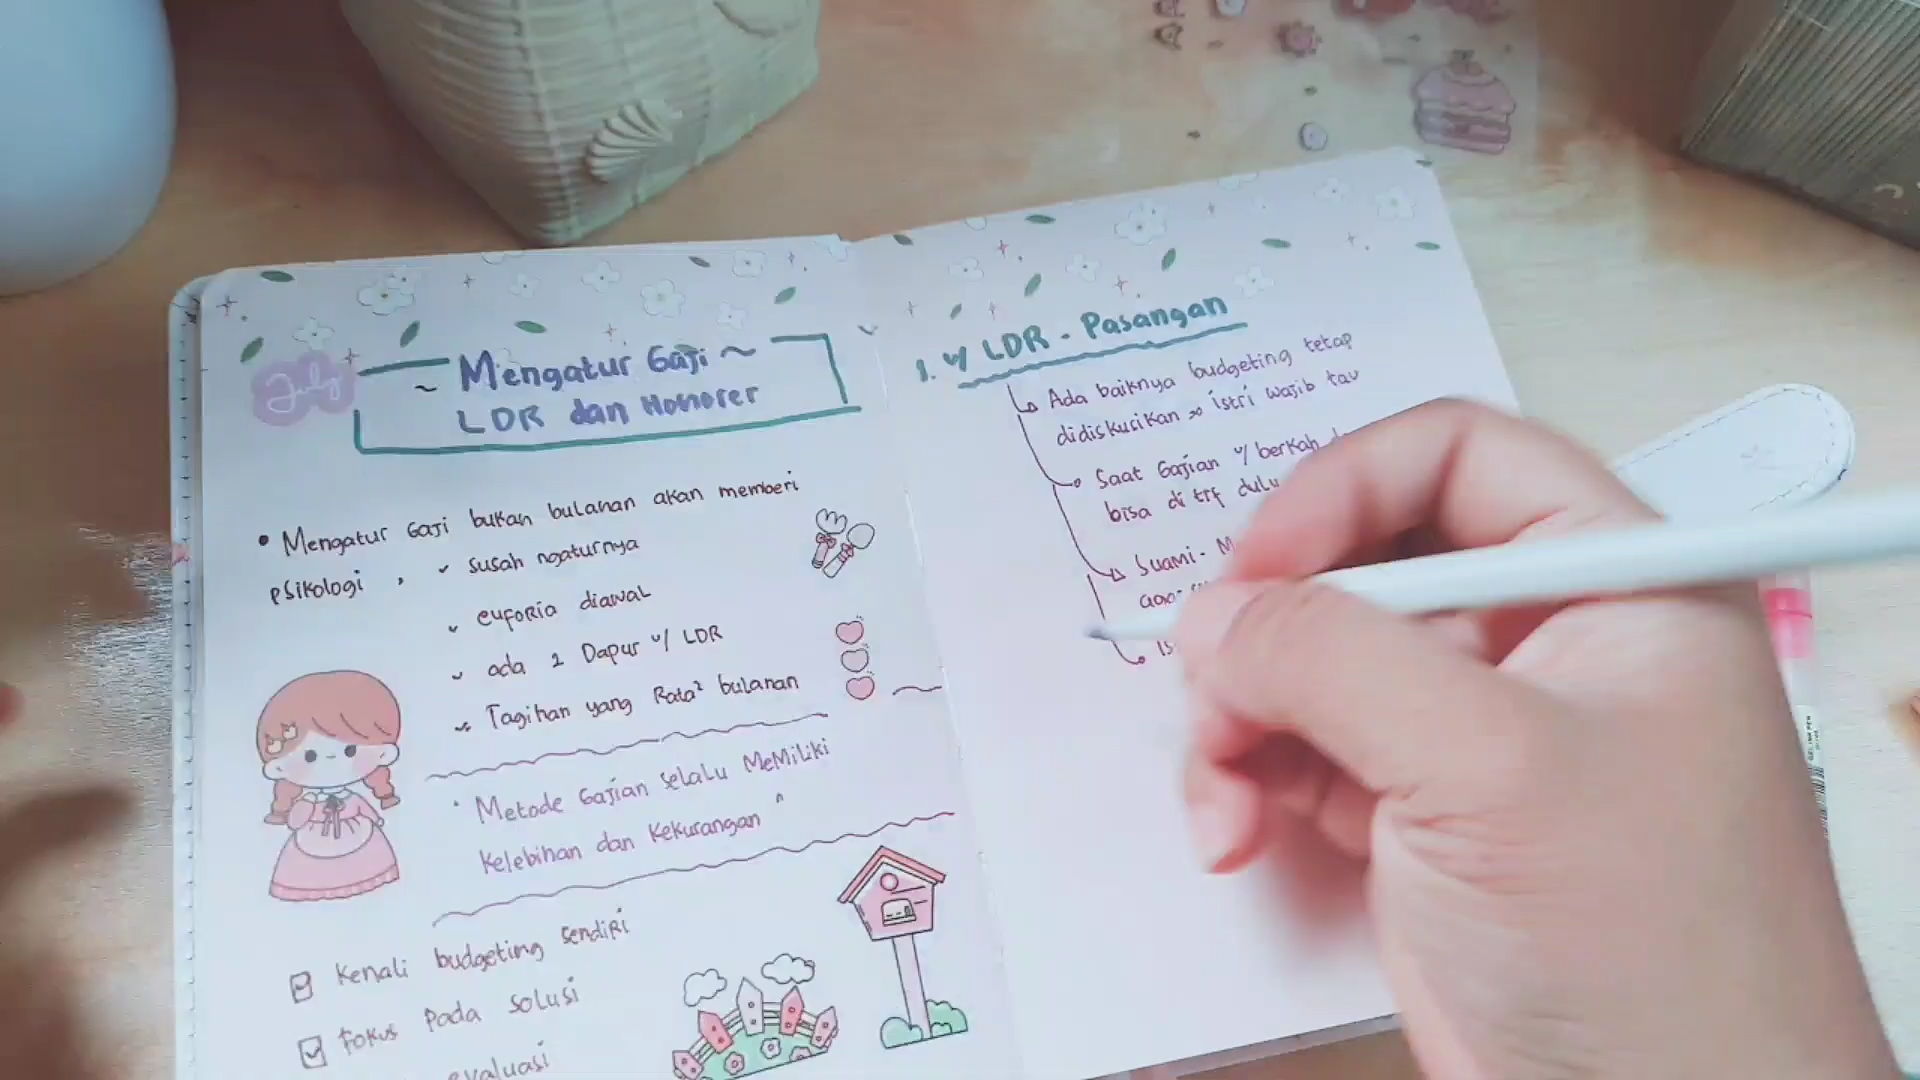 July
~ Mengatur Gaji ~
LDR dan Honorer
• Mengatur Gaji bukan bulanan akan memberi
psikologi , ✓ susah ngaturnya
✓ euforia diawal
✓ ada 2 Dapur u/ LDR
✓ Tagihan yang Rata² bulanan
• Metode Gajian selalu MeMiliki
Kelebihan dan Kekurangan
☑ Kenali budgeting sendiri
☑ Fokus pada solusi
evaluasi
1. u/ LDR - Pasangan
Ada baiknya budgeting tetap
didiskusikan istri wajib tau
Saat Gajian u/ berkah
bisa di trf dulu
Suami - M